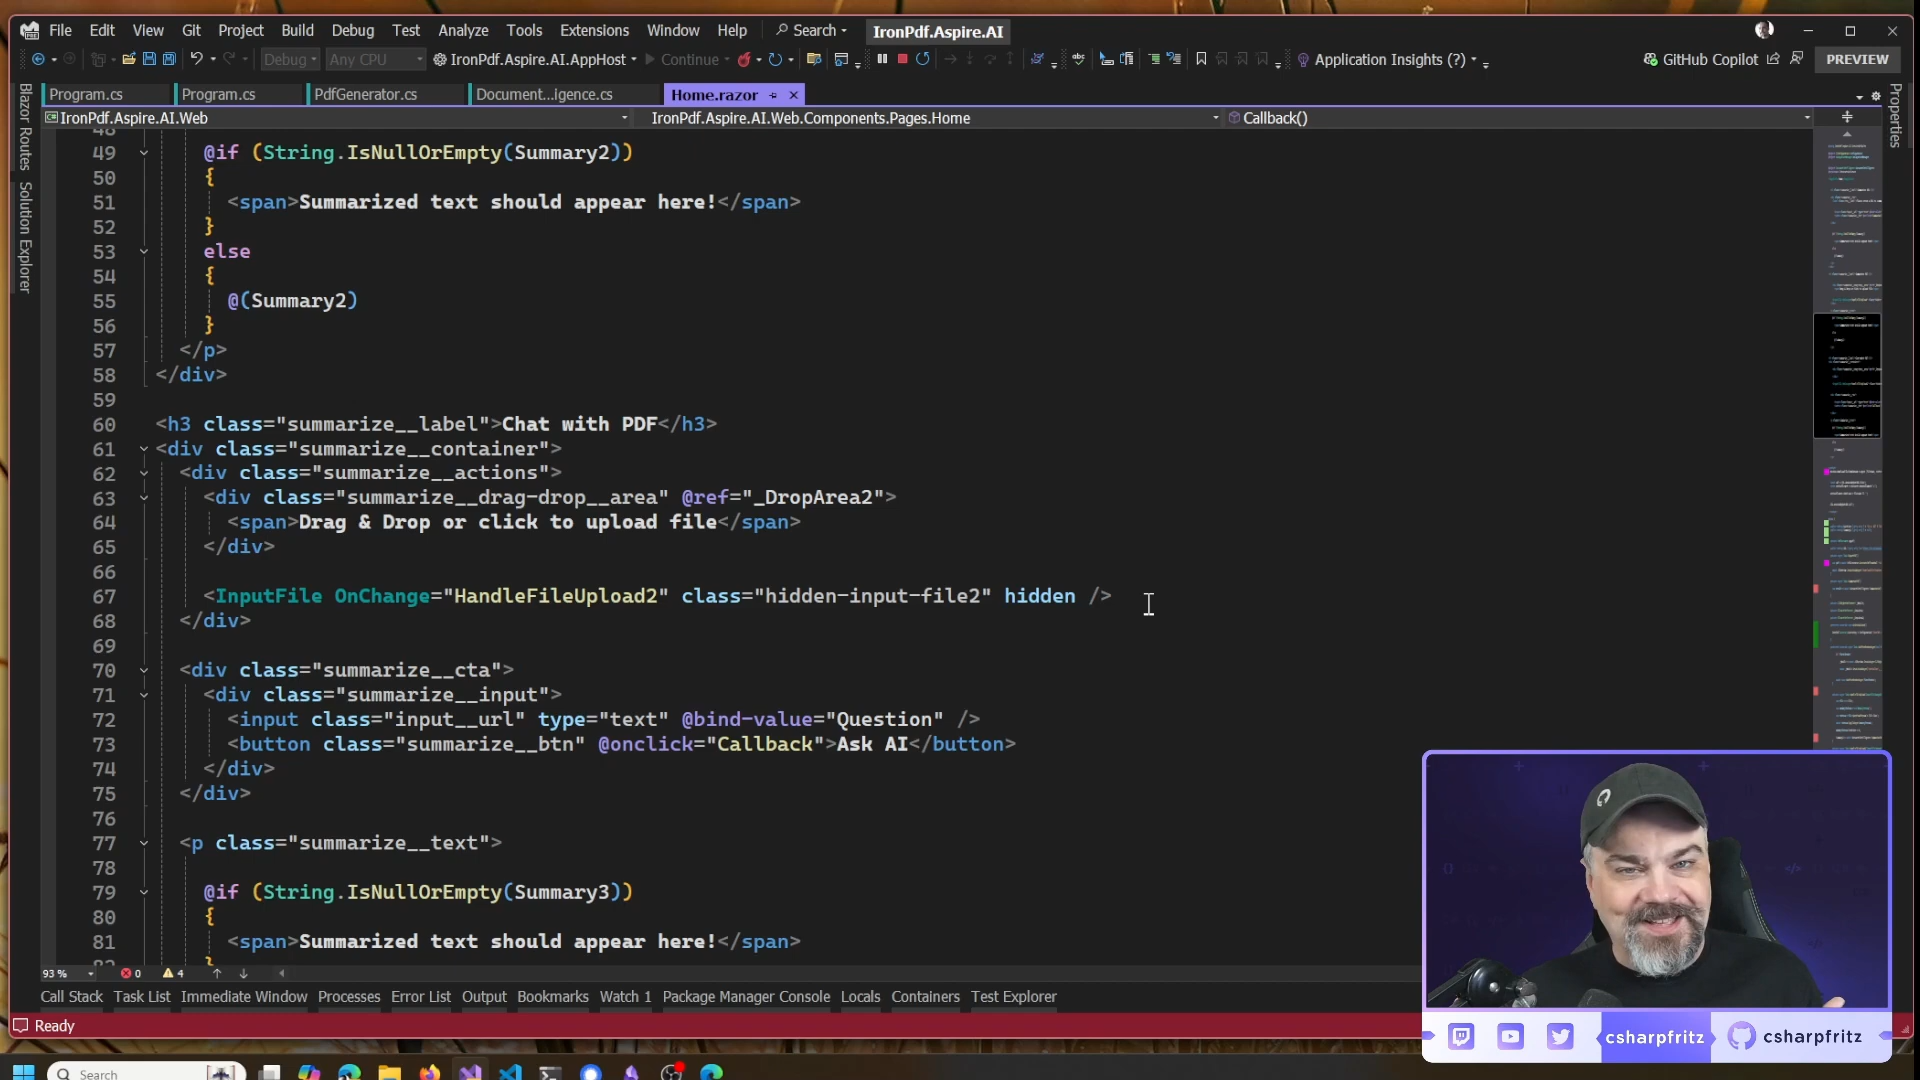 File Edit View Git Project Build Debug Test Analyze Tools Extensions Window Help Search IronPdf.Aspire.AI
Debug Any CPU IronPdf.Aspire.AI.AppHost Continue Application Insights (?) GitHub Copilot PREVIEW
Program.cs Program.cs PdfGenerator.cs Document...igence.cs Home.razor
IronPdf.Aspire.AI.Web IronPdf.Aspire.AI.Web.Components.Pages.Home Callback()
Blazor Routes
Solution Explorer
Properties
48
49 @if (String.IsNullOrEmpty(Summary2))
50 {
51 <span>Summarized text should appear here!</span>
52 }
53 else
54 {
55 @(Summary2)
56 }
57 </p>
58 </div>
59
60 <h3 class="summarize__label">Chat with PDF</h3>
61 <div class="summarize__container">
62 <div class="summarize__actions">
63 <div class="summarize__drag-drop__area" @ref="_DropArea2">
64 <span>Drag & Drop or click to upload file</span>
65 </div>
66
67 <InputFile OnChange="HandleFileUpload2" class="hidden-input-file2" hidden />
68 </div>
69
70 <div class="summarize__cta">
71 <div class="summarize__input">
72 <input class="input__url" type="text" @bind-value="Question" />
73 <button class="summarize__btn" @onclick="Callback">Ask AI</button>
74 </div>
75 </div>
76
77 <p class="summarize__text">
78
79 @if (String.IsNullOrEmpty(Summary3))
80 {
81 <span>Summarized text should appear here!</span>
82 }
93 % 0 4
Call Stack Task List Immediate Window Processes Error List Output Bookmarks Watch 1 Package Manager Console Locals Containers Test Explorer
Ready
csharpfritz csharpfritz
Search